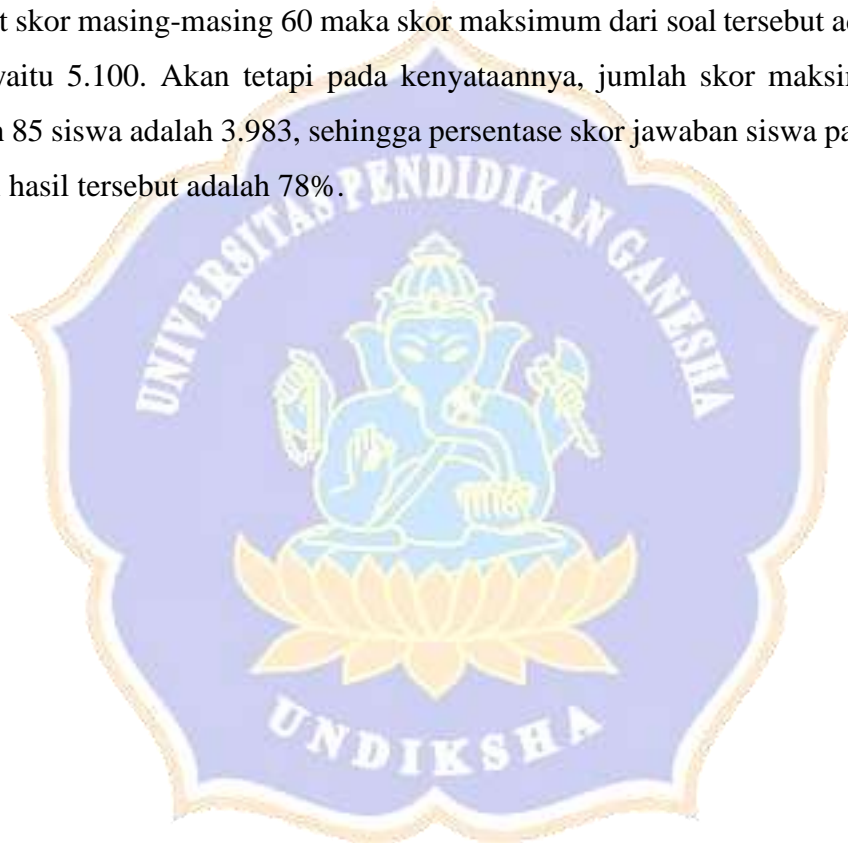 t skor masing-masing 60 maka skor maksimum dari soal tersebut a
yaitu 5.100. Akan tetapi pada kenyataannya, jumlah skor maksi
85 siswa adalah 3.983, sehingga persentase skor jawaban siswa pa
hasil tersebut adalah 78%.
UNIVERSITAS PENDIDIKAN GANESHA
UNDIKSHA